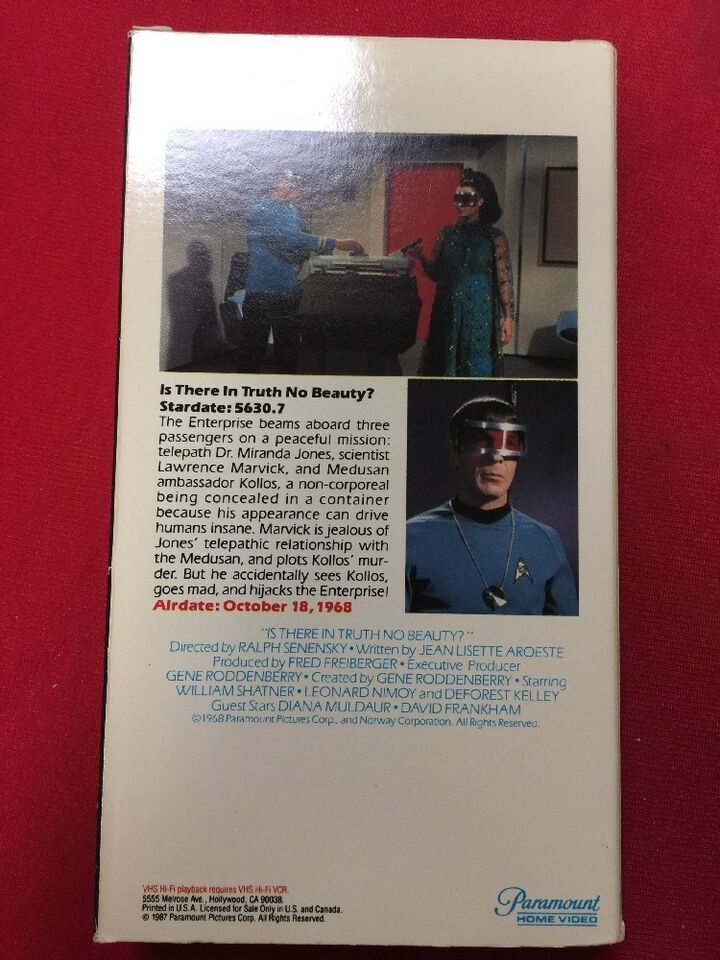 Is There In Truth No Beauty?
Stardate: 5630.7
The Enterprise beams aboard three
passengers on a peaceful mission:
telepath Dr. Miranda Jones, scientist
Lawrence Marvick, and Medusan
ambassador Kollos, a non-corporeal
being concealed in a container
because his appearance can drive
humans insane. Marvick is jealous of
Jones' telepathic relationship with
the Medusan, and plots Kollos' mur-
der. But he accidentally sees Kollos,
goes mad, and hijacks the Enterprise!
Airdate: October 18, 1968
"IS THERE IN TRUTH NO BEAUTY?"
Directed by RALPH SENENSKY • Written by JEAN LISETTE AROESTE
Produced by FRED FREIBERGER • Executive Producer
GENE RODDENBERRY • Created by GENE RODDENBERRY • Starring
WILLIAM SHATNER • LEONARD NIMOY and DEFOREST KELLEY
Guest Stars DIANA MULDAUR • DAVID FRANKHAM
©1968 Paramount Pictures Corp., and Norway Corporation. All Rights Reserved.
VHS Hi-Fi playback requires VHS Hi-Fi VCR.
5555 Melrose Ave., Hollywood, CA 90038.
Printed in U.S.A. Licensed for Sale Only in U.S. and Canada.
© 1987 Paramount Pictures Corp. All Rights Reserved.
Paramount
HOME VIDEO